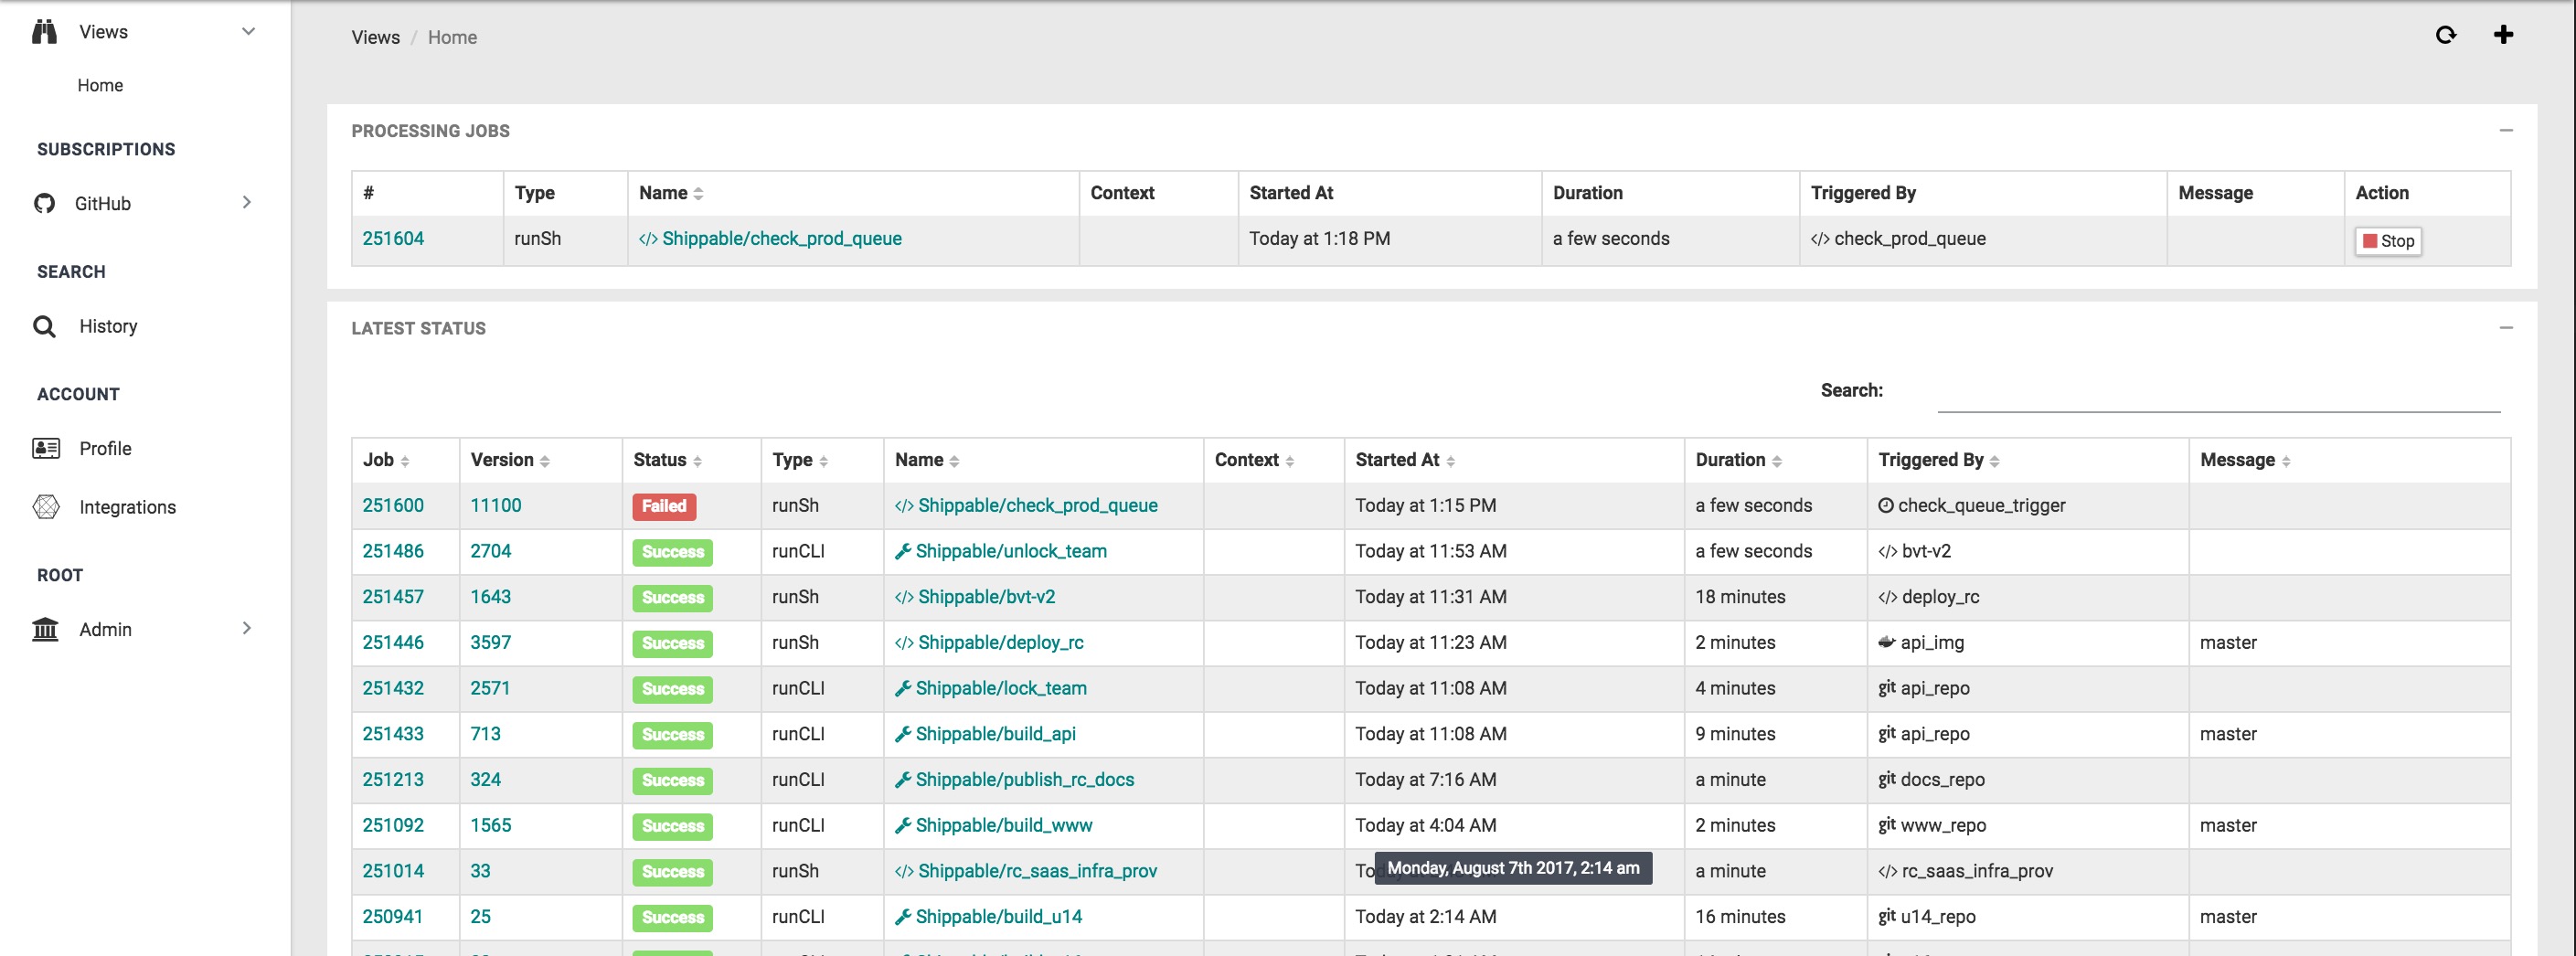 Views
Home
SUBSCRIPTIONS
GitHub
SEARCH
History
ACCOUNT
Profile
Integrations
ROOT
Admin
Views / Home
PROCESSING JOBS
# Type Name Context Started At Duration Triggered By Message Action
251604 runSh </> Shippable/check_prod_queue Today at 1:18 PM a few seconds </> check_prod_queue Stop
LATEST STATUS
Search:
Job Version Status Type Name Context Started At Duration Triggered By Message
251600 11100 Failed runSh </> Shippable/check_prod_queue Today at 1:15 PM a few seconds check_queue_trigger
251486 2704 Success runCLI Shippable/unlock_team Today at 11:53 AM a few seconds </> bvt-v2
251457 1643 Success runSh </> Shippable/bvt-v2 Today at 11:31 AM 18 minutes </> deploy_rc
251446 3597 Success runSh </> Shippable/deploy_rc Today at 11:23 AM 2 minutes api_img master
251432 2571 Success runCLI Shippable/lock_team Today at 11:08 AM 4 minutes git api_repo
251433 713 Success runCLI Shippable/build_api Today at 11:08 AM 9 minutes git api_repo master
251213 324 Success runCLI Shippable/publish_rc_docs Today at 7:16 AM a minute git docs_repo
251092 1565 Success runCLI Shippable/build_www Today at 4:04 AM 2 minutes git www_repo master
251014 33 Success runSh </> Shippable/rc_saas_infra_prov Monday, August 7th 2017, 2:14 am a minute </> rc_saas_infra_prov
250941 25 Success runCLI Shippable/build_u14 Today at 2:14 AM 16 minutes git u14_repo master